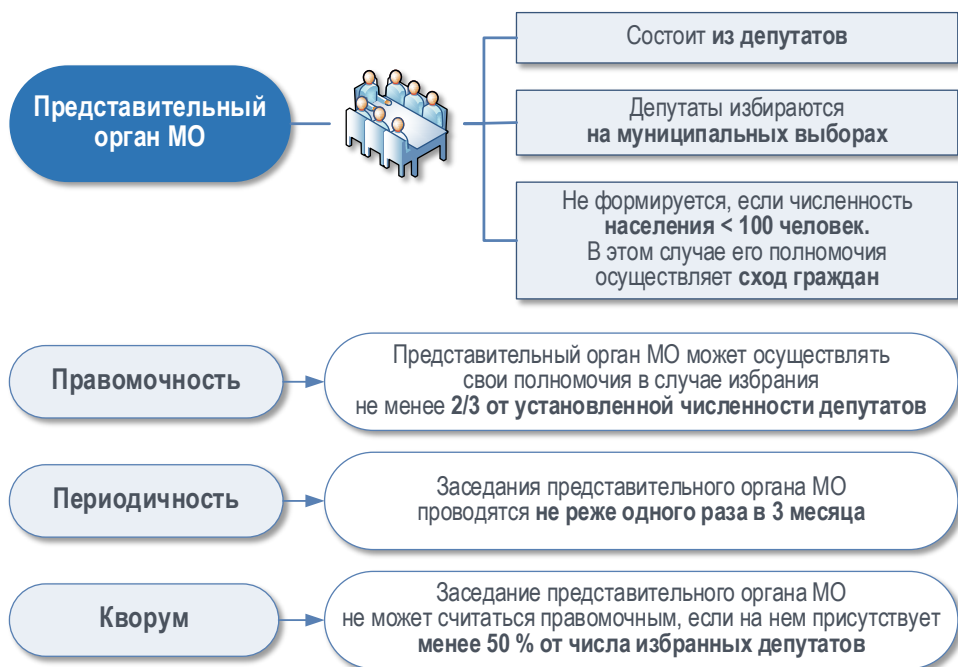 Представительный
орган МО
Состоит из депутатов
Депутаты избираются
на муниципальных выборах
Не формируется, если численность
населения < 100 человек.
В этом случае его полномочия
осуществляет сход граждан
Правомочность
Представительный орган МО может осуществлять
свои полномочия в случае избрания
не менее 2/3 от установленной численности депутатов
Периодичность
Заседания представительного органа МО
проводятся не реже одного раза в 3 месяца
Кворум
Заседание представительного органа МО
не может считаться правомочным, если на нем присутствует
менее 50 % от числа избранных депутатов